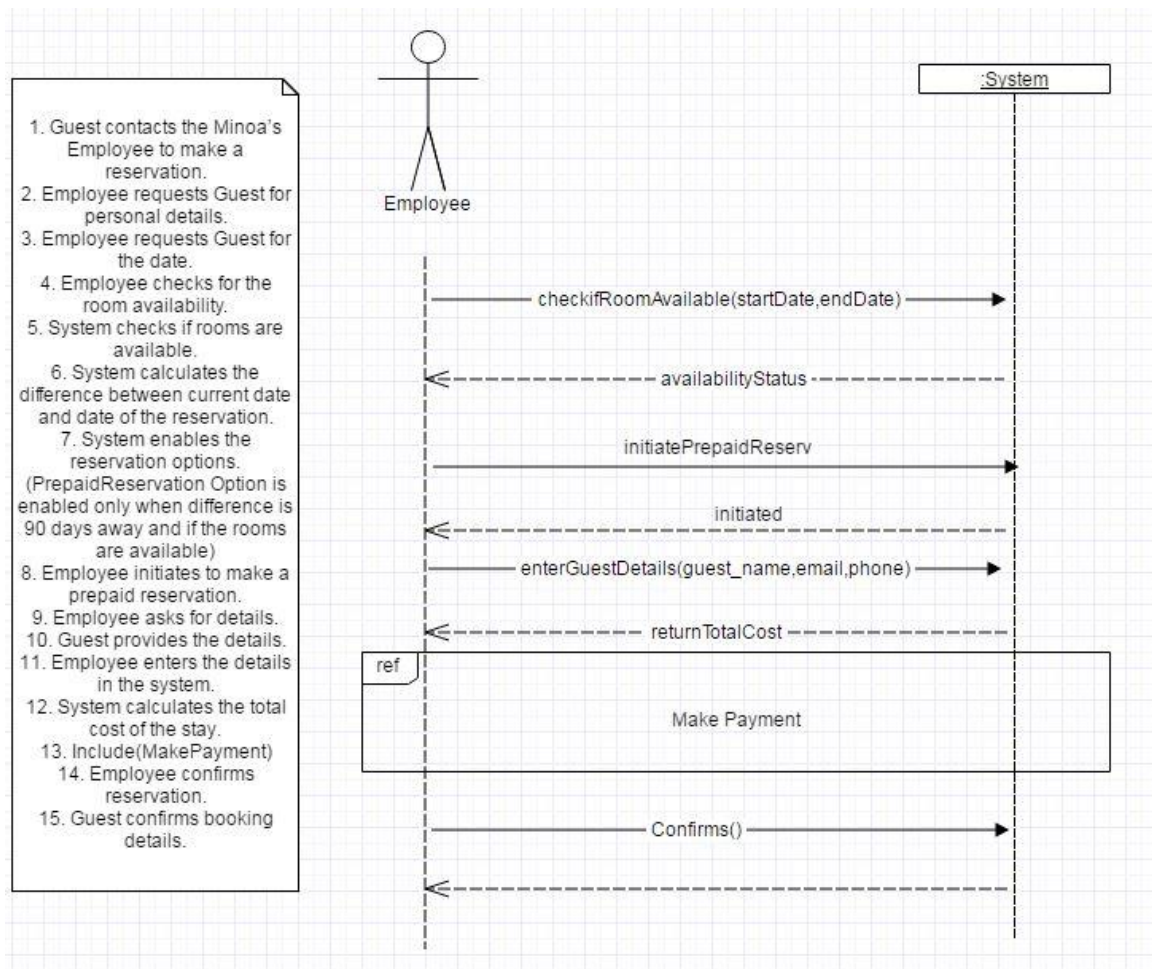 1. Guest contacts the Minoa's
Employee to make a
reservation.
2. Employee requests Guest for
personal details.
3. Employee requests Guest for
the date.
4. Employee checks for the
room availability.
5. System checks if rooms are
available.
6. System calculates the
difference between current date
and date of the reservation.
7. System enables the
reservation options.
(PrepaidReservation Option is
enabled only when difference is
90 days away and if the rooms
are available)
8. Employee initiates to make a
prepaid reservation.
9. Employee asks for details.
10. Guest provides the details.
11. Employee enters the details
in the system.
12. System calculates the total
cost of the stay.
13. Include(MakePayment)
14. Employee confirms
reservation.
15. Guest confirms booking
details.
Employee
:System
checkifRoomAvailable(startDate,endDate)
availabilityStatus
initiatePrepaidReserv
initiated
enterGuestDetails(guest_name,email,phone)
returnTotalCost
ref
Make Payment
Confirms()